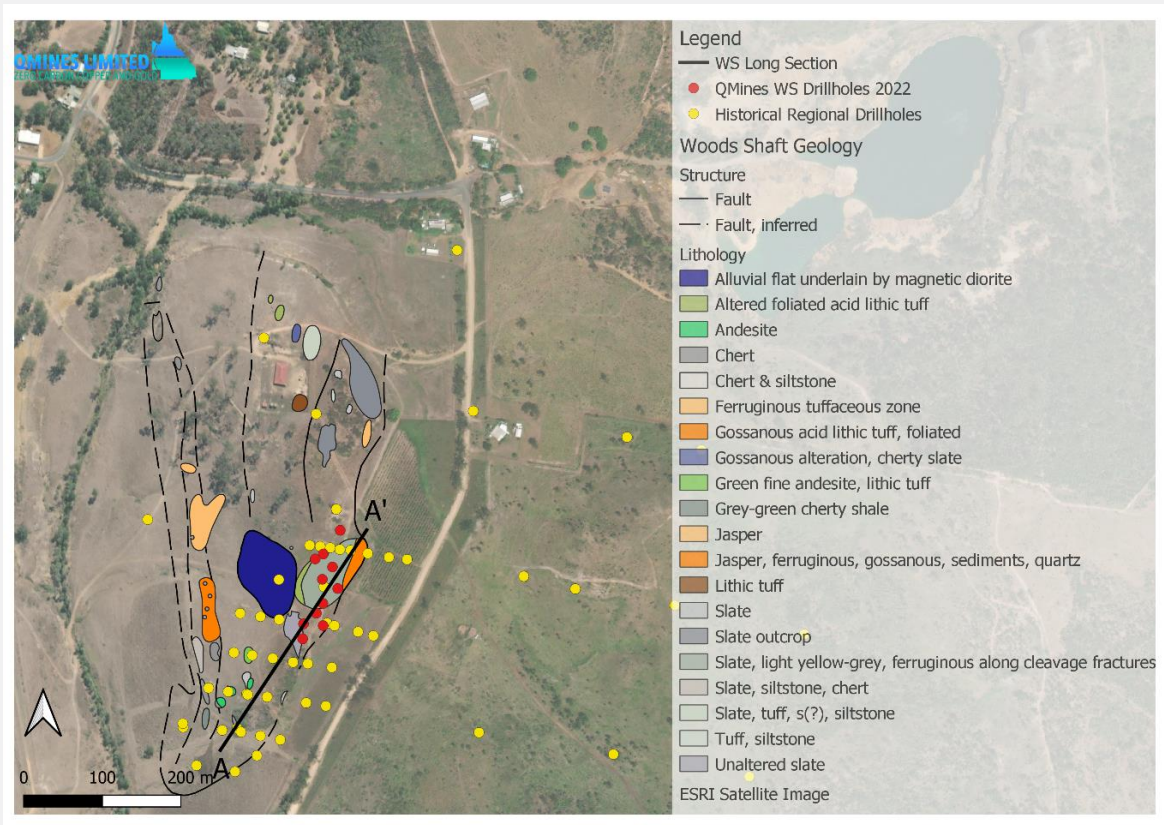 QMINES LIMITED
ZERO CARBON COPPER AND GOLD
Legend
WS Long Section
QMines WS Drillholes 2022
Historical Regional Drillholes
Woods Shaft Geology
Structure
Fault
Fault, inferred
Lithology
Alluvial flat underlain by magnetic diorite
Altered foliated acid lithic tuff
Andesite
Chert
Chert & siltstone
Ferruginous tuffaceous zone
Gossanous acid lithic tuff, foliated
Gossanous alteration, cherty slate
Green fine andesite, lithic tuff
Grey-green cherty shale
Jasper
Jasper, ferruginous, gossanous, sediments, quartz
Lithic tuff
Slate
Slate outcrop
Slate, light yellow-grey, ferruginous along cleavage fractures
Slate, siltstone, chert
Slate, tuff, s(?), siltstone
Tuff, siltstone
Unaltered slate
ESRI Satellite Image
A'
A
0 100 200 m